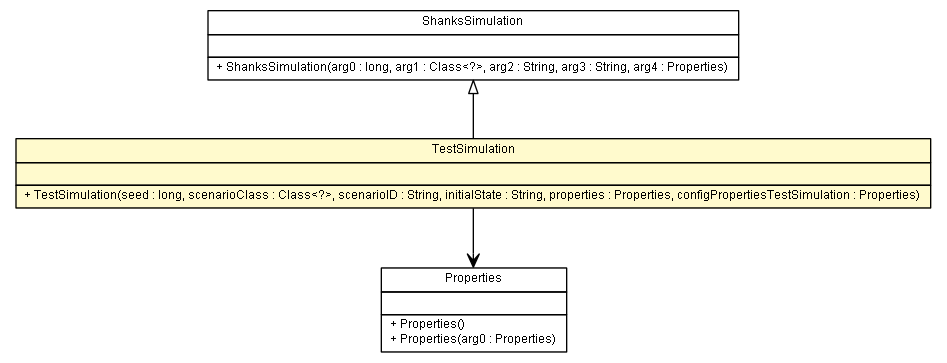 ShanksSimulation
+ ShanksSimulation(arg0 : long, arg1 : Class<?>, arg2 : String, arg3 : String, arg4 : Properties)
TestSimulation
+ TestSimulation(seed : long, scenarioClass : Class<?>, scenarioID : String, initialState : String, properties : Properties, configPropertiesTestSimulation : Properties)
Properties
+ Properties()
+ Properties(arg0 : Properties)